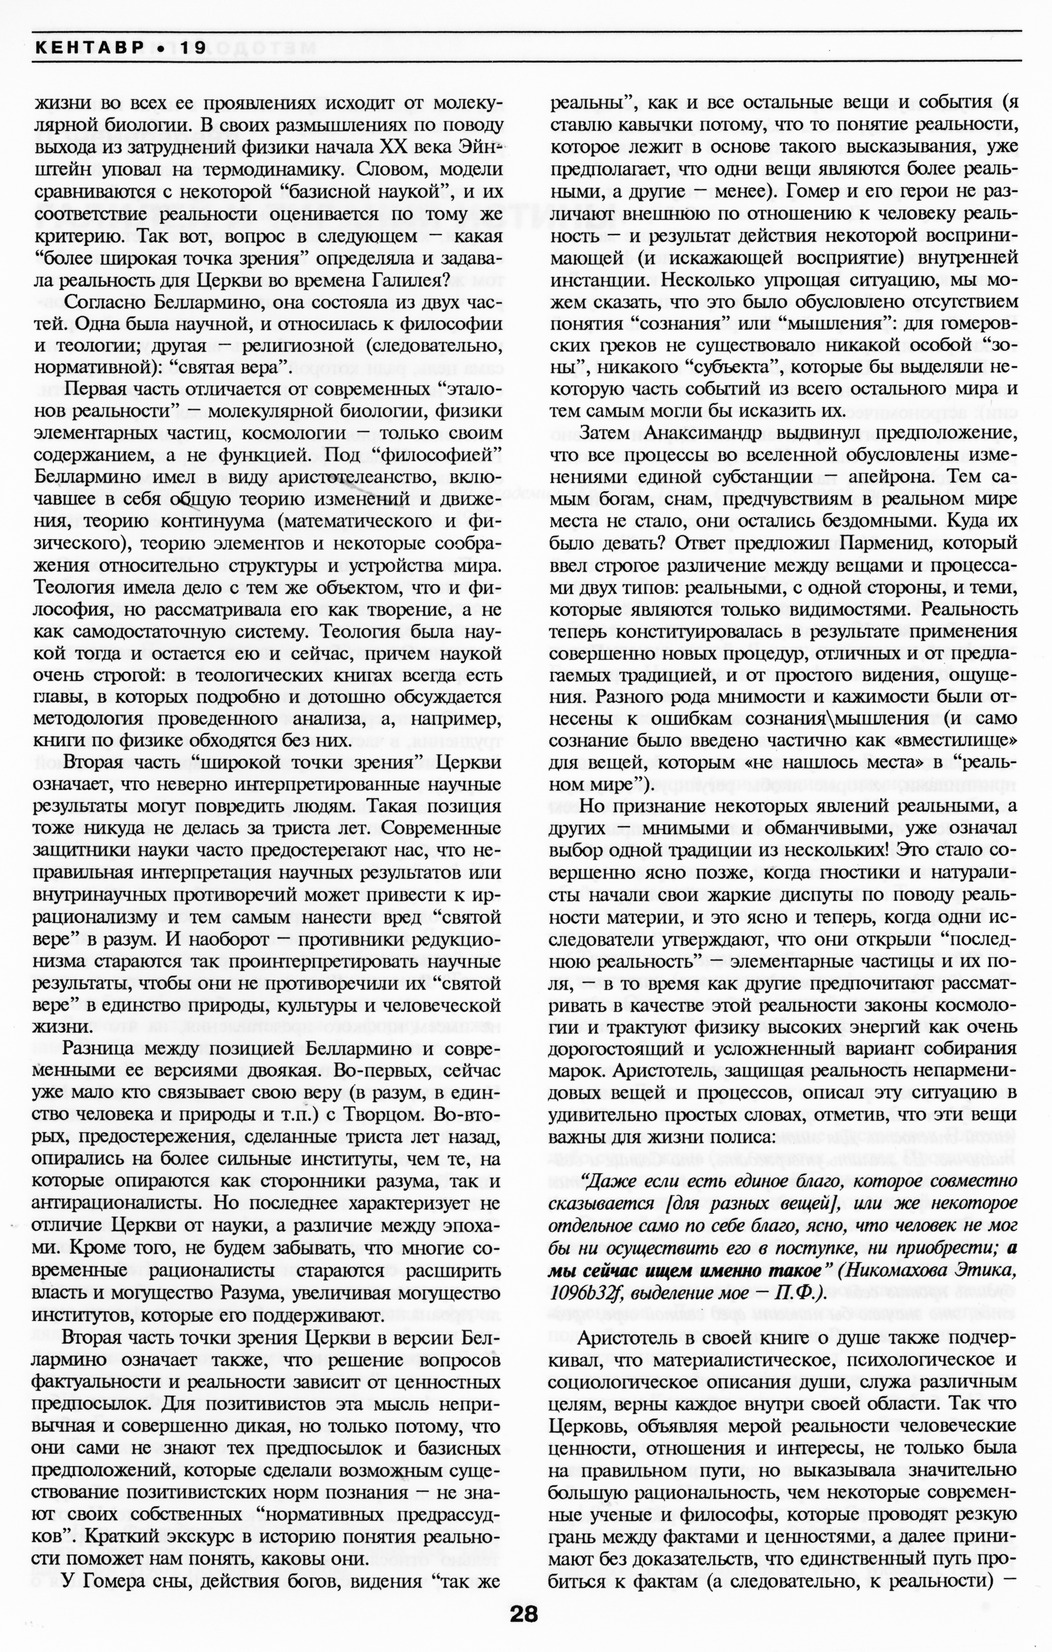 КЕНТАВР • 19
жизни во всех ее проявлениях исходит от молеку-
лярной биологии. В своих размышлениях по поводу
выхода из затруднений физики начала XX века Эйн-
штейн уповал на термодинамику. Словом, модели
сравниваются с некоторой “базисной наукой”, и их
соответствие реальности оценивается по тому же
критерию. Так вот, вопрос в следующем — какая
“более широкая точка зрения” определяла и задава-
ла реальность для Церкви во времена Галилея?
Согласно Беллармино, она состояла из двух час-
тей. Одна была научной, и относилась к философии
и теологии; другая — религиозной (следовательно,
нормативной): “святая вера”.
Первая часть отличается от современных “этало-
нов реальности” — молекулярной биологии, физики
элементарных частиц, космологии — только своим
содержанием, а не функцией. Под “философией”
Беллармино имел в виду аристотелеанство, вклю-
чавшее в себя общую теорию изменений и движе-
ния, теорию континуума (математического и фи-
зического), теорию элементов и некоторые сообра-
жения относительно структуры и устройства мира.
Теология имела дело с тем же объектом, что и фи-
лософия, но рассматривала его как творение, а не
как самодостаточную систему. Теология была нау-
кой тогда и остается ею и сейчас, причем наукой
очень строгой: в теологических книгах всегда есть
главы, в которых подробно и дотошно обсуждается
методология проведенного анализа, а, например,
книги по физике обходятся без них.
Вторая часть “широкой точки зрения” Церкви
означает, что неверно интерпретированные научные
результаты могут повредить людям. Такая позиция
тоже никуда не делась за триста лет. Современные
защитники науки часто предостерегают нас, что не-
правильная интерпретация научных результатов или
внутринаучных противоречий может привести к ир-
рационализму и тем самым нанести вред “святой
вере” в разум. И наоборот — противники редукцио-
низма стараются так проинтерпретировать научные
результаты, чтобы они не противоречили их “святой
вере” в единство природы, культуры и человеческой
жизни.
Разница между позицией Беллармино и совре-
менными ее версиями двоякая. Во-первых, сейчас
уже мало кто связывает свою веру (в разум, в един-
ство человека и природы и т.п.) с Творцом. Во-вто-
рых, предостережения, сделанные триста лет назад,
опирались на более сильные институты, чем те, на
которые опираются как сторонники разума, так и
антирационалисты. Но последнее характеризует не
отличие Церкви от науки, а различие между эпоха-
ми. Кроме того, не будем забывать, что многие со-
временные рационалисты стараются расширить
власть и могущество Разума, увеличивая могущество
институтов, которые его поддерживают.
Вторая часть точки зрения Церкви в версии Бел-
лармино означает также, что решение вопросов
фактуальности и реальности зависит от ценностных
предпосылок. Для позитивистов эта мысль непри-
вычная и совершенно дикая, но только потому, что
они сами не знают тех предпосылок и базисных
предположений, которые сделали возможным суще-
ствование позитивистских норм познания — не зна-
ют своих собственных “нормативных предрассуд-
ков”. Краткий экскурс в историю понятия реально-
сти поможет нам понять, каковы они.
У Гомера сны, действия богов, видения “так же
реальны”, как и все остальные вещи и события (я
ставлю кавычки потому, что то понятие реальности,
которое лежит в основе такого высказывания, уже
предполагает, что одни вещи являются более реаль-
ными, а другие — менее). Гомер и его герои не раз-
личают внешнюю по отношению к человеку реаль-
ность — и результат действия некоторой восприни-
мающей (и искажающей восприятие) внутренней
инстанции. Несколько упрощая ситуацию, мы мо-
жем сказать, что это было обусловлено отсутствием
понятия “сознания” или “мышления”: для гомеров-
ских греков не существовало никакой особой “зо-
ны”, никакого “субъекта”, которые бы выделяли не-
которую часть событий из всего остального мира и
тем самым могли бы исказить их.
Затем Анаксимандр выдвинул предположение,
что все процессы во вселенной обусловлены изме-
нениями единой субстанции — апейрона. Тем са-
мым богам, снам, предчувствиям в реальном мире
места не стало, они остались бездомными. Куда их
было девать? Ответ предложил Парменид, который
ввел строгое различение между вещами и процесса-
ми двух типов: реальными, с одной стороны, и теми,
которые являются только видимостями. Реальность
теперь конституировалась в результате применения
совершенно новых процедур, отличных и от предла-
гаемых традицией, и от простого видения, ощуще-
ния. Разного рода мнимости и кажимости были от-
несены к ошибкам сознания\мышления (и само
сознание было введено частично как «вместилище»
для вещей, которым «не нашлось места» в “реаль-
ном мире”).
Но признание некоторых явлений реальными, а
других — мнимыми и обманчивыми, уже означал
выбор одной традиции из нескольких! Это стало со-
вершенно ясно позже, когда гностики и натурали-
сты начали свои жаркие диспуты по поводу реаль-
ности материи, и это ясно и теперь, когда одни ис-
следователи утверждают, что они открыли “послед-
нюю реальность” — элементарные частицы и их по-
ля, — в то время как другие предпочитают рассмат-
ривать в качестве этой реальности законы космоло-
гии и трактуют физику высоких энергий как очень
дорогостоящий и усложненный вариант собирания
марок. Аристотель, защищая реальность непармени-
довых вещей и процессов, описал эту ситуацию в
удивительно простых словах, отметив, что эти вещи
важны для жизни полиса:
“Даже если есть единое благо, которое совместно
сказывается [для разных вещей], или же некоторое
отдельное само по себе благо, ясно, что человек не мог
бы ни осуществить его в поступке, ни приобрести; а
мы сейчас ищем именно такое” (Никомахова Этика,
1096b32f, выделение мое — П.Ф.).
Аристотель в своей книге о душе также подчер-
кивал, что материалистическое, психологическое и
социологическое описания души, служа различным
целям, верны каждое внутри своей области. Так что
Церковь, объявляя мерой реальности человеческие
ценности, отношения и интересы, не только была
на правильном пути, но выказывала значительно
большую рациональность, чем некоторые современ-
ные ученые и философы, которые проводят резкую
грань между фактами и ценностями, а далее прини-
мают без доказательств, что единственный путь про-
биться к фактам (а следовательно, к реальности) —
28